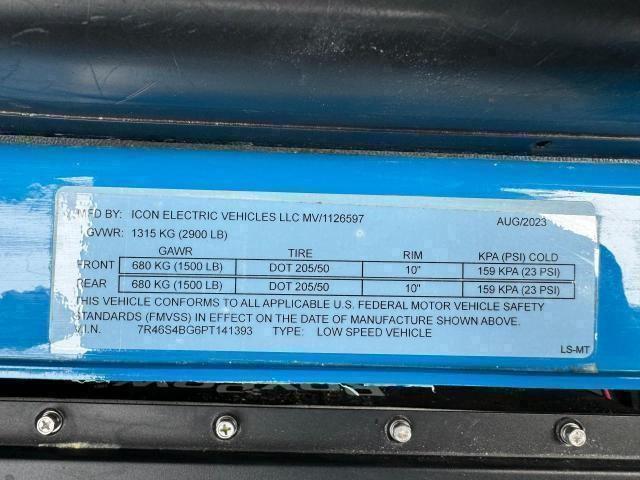 MFD BY: ICON ELECTRIC VEHICLES LLC MV/1126597 AUG/2023
GVWR: 1315 KG (2900 LB)
GAWR TIRE RIM KPA (PSI) COLD
FRONT 680 KG (1500 LB) DOT 205/50 10" 159 KPA (23 PSI)
REAR 680 KG (1500 LB) DOT 205/50 10" 159 KPA (23 PSI)
THIS VEHICLE CONFORMS TO ALL APPLICABLE U.S. FEDERAL MOTOR VEHICLE SAFETY
STANDARDS (FMVSS) IN EFFECT ON THE DATE OF MANUFACTURE SHOWN ABOVE.
V.I.N. 7R46S4BG6PT141393 TYPE: LOW SPEED VEHICLE
LS-MT